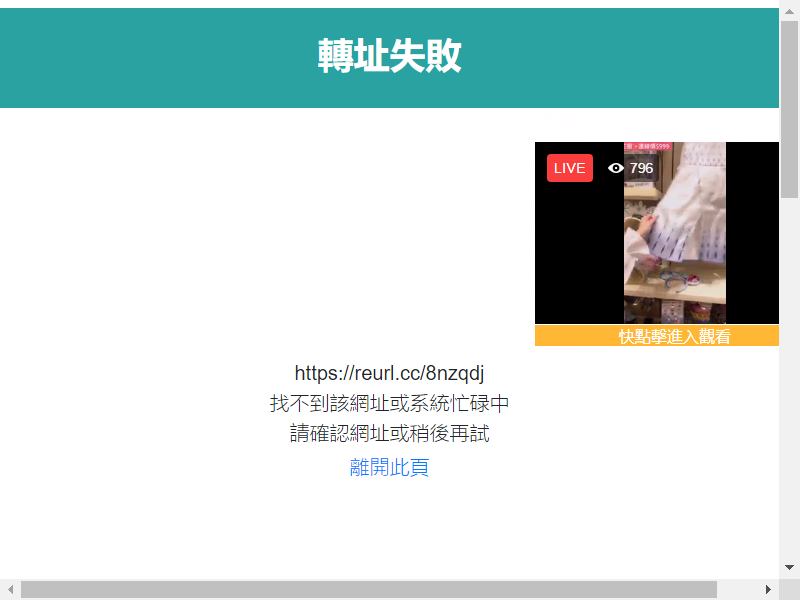 轉址失敗
LIVE
796
快點擊進入觀看
https://reurl.cc/8nzqdj
找不到該網址或系統忙碌中
請確認網址或稍後再試
離開此頁